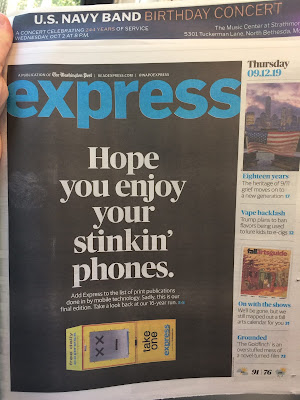 U.S. NAVY BAND BIRTHDAY CONCERT
A CONCERT CELEBRATING 244 YEARS OF SERVICE
WEDNESDAY, OCT 2 AT 8 P.M.
The Music Center at Strathmore
5301 Tuckerman Lane, North Bethesda, M
A PUBLICATION OF The Washington Post | READEXPRESS.COM | @WAPOEXPRESS
express
Thursday
09.12.19
Hope
you enjoy
your
stinkin'
phones.
Add Express to the list of print publications
done in by mobile technology. Sadly, this is our
final edition. Take a look back at our 16-year run.
free daily
take
one
express
Eighteen years
The heritage of 9/11
grief moves on to
a new generation
Vape backlash
Trump plans to ban
flavors being used
to lure kids to e-cigs
fall arts guide
On with the shows
We'll be gone, but we
still mapped out a fall
arts calendar for you
Grounded
'The Goldfinch' is an
overstuffed mess of
a novel-turned-film
91 76